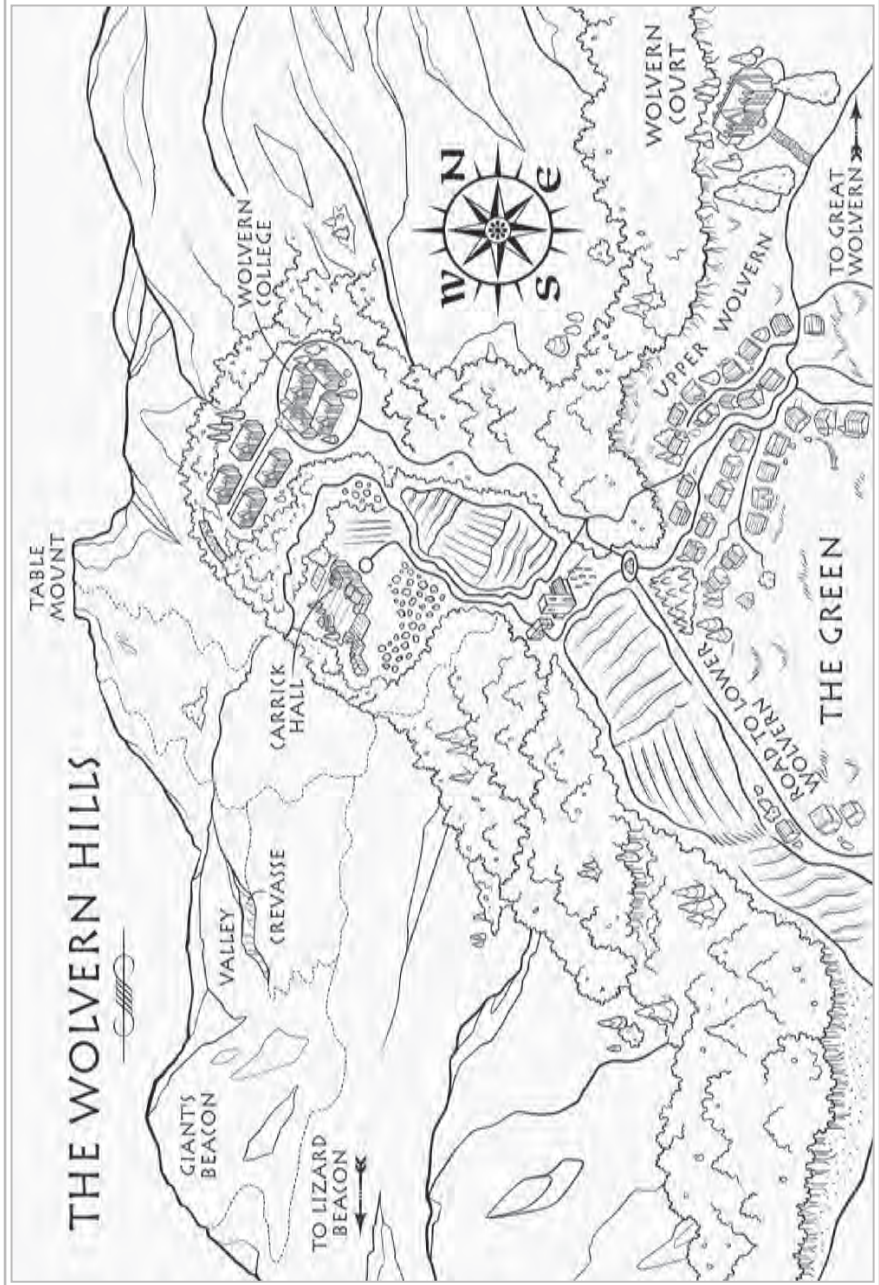 THE WOLVERN HILLS
TABLE
MOUNT
GIANT'S
BEACON
VALLEY
CREVASSE
TO LIZARD
BEACON
CARRICK
HALL
WOLVERN
COLLEGE
N
W
E
S
WOLVERN
COURT
UPPER WOLVERN
TO GREAT
WOLVERN
ROAD TO LOWER
WOLVERN
THE GREEN